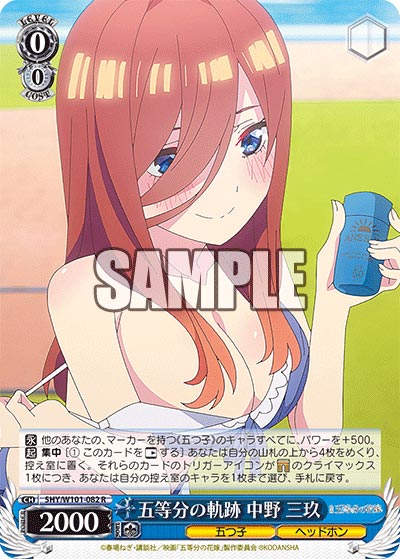 LEVEL
0
0
COST
ANESSA
60
SAMPLE
永 他のあなたの、マーカーを持つ《五つ子》のキャラすべてに、パワーを+500。
起 集中 [① このカードを[レスト]する] あなたは自分の山札の上から4枚をめくり、
控え室に置く。それらのカードのトリガーアイコンが のクライマックス
1枚につき、あなたは自分の控え室のキャラを1枚まで選び、手札に戻す。
CH 5HY/W101-082 R
五等分の軌跡 中野 三玖
2000
五つ子
ヘッドホン
©春場ねぎ・講談社／映画「五等分の花嫁」製作委員会 ©KODANSHA